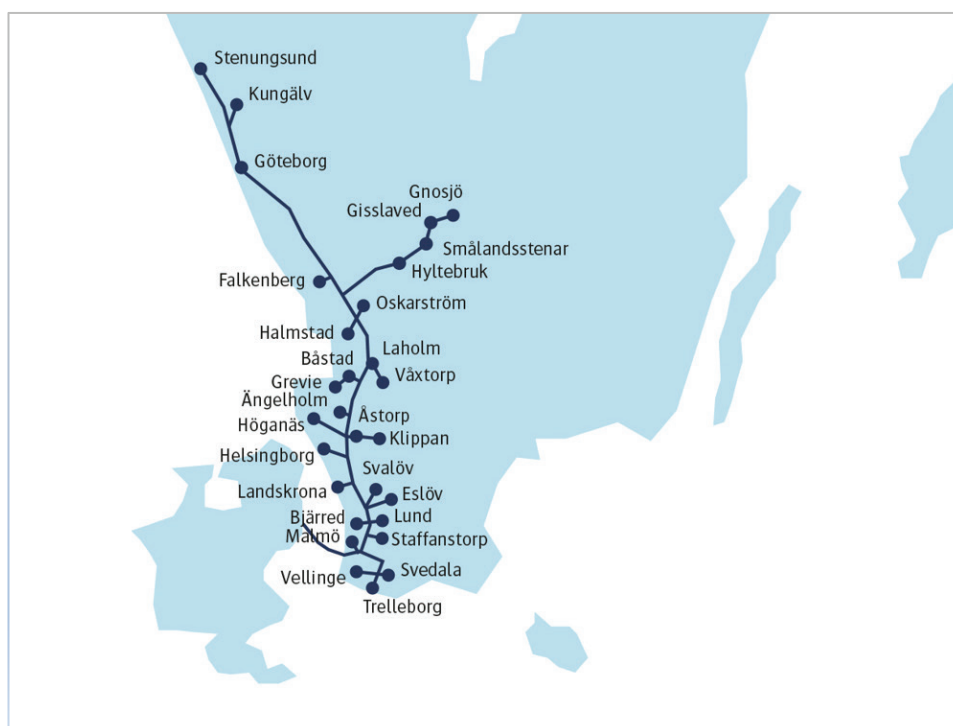 Stenungsund
Kungälv
Göteborg
Gnosjö
Gisslaved
Smålandsstenar
Hyltebruk
Falkenberg
Oskarström
Halmstad
Laholm
Båstad
Våxtorp
Grevie
Ängelholm
Åstorp
Höganäs
Klippan
Helsingborg
Svalöv
Landskrona
Eslöv
Bjärred
Lund
Malmö
Staffanstorp
Svedala
Vellinge
Trelleborg